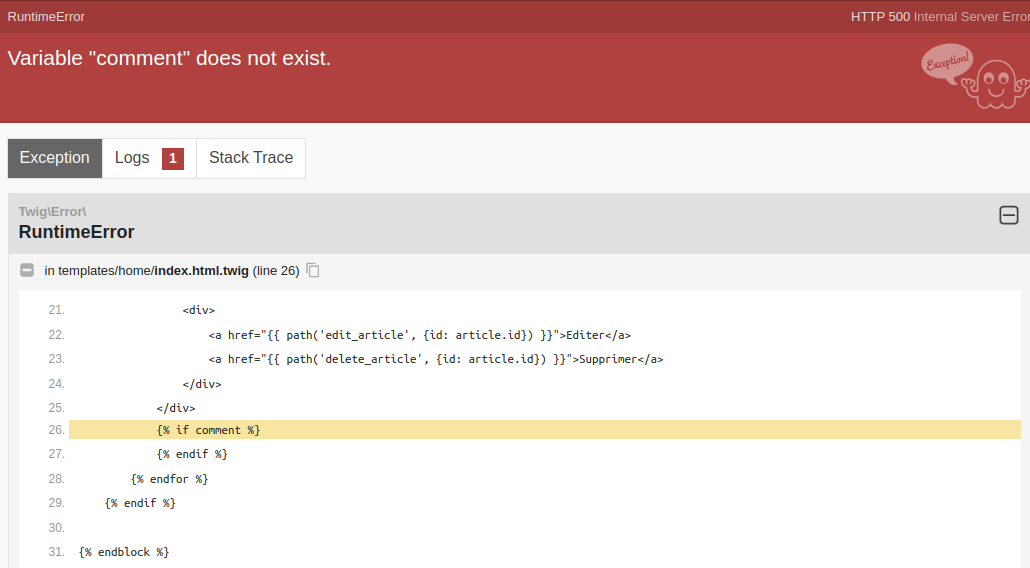 RuntimeError
HTTP 500 Internal Server Error
Variable "comment" does not exist.
Exception!
Exception Logs 1 Stack Trace
Twig\Error\
RuntimeError
in templates/home/index.html.twig (line 26)
21. <div>
22. <a href="{{ path('edit_article', {id: article.id}) }}">Editer</a>
23. <a href="{{ path('delete_article', {id: article.id}) }}">Supprimer</a>
24. </div>
25. </div>
26. {% if comment %}
27. {% endif %}
28. {% endfor %}
29. {% endif %}
30.
31. {% endblock %}